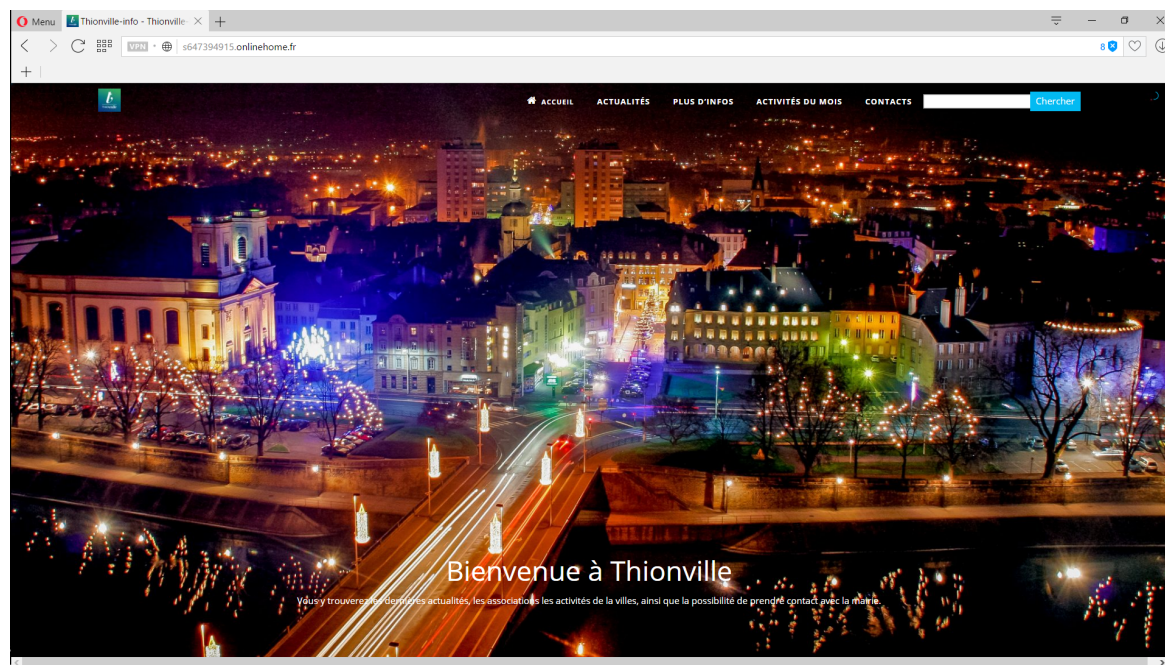 Menu
Thionville-info - Thionville-
VPN
s647394915.onlinehome.fr
8
ACCUEIL ACTUALITÉS PLUS D'INFOS ACTIVITÉS DU MOIS CONTACTS Chercher
Bienvenue à Thionville
Vous y trouverez les dernières actualités, les associations les activités de la villes, ainsi que la possibilité de prendre contact avec la mairie.